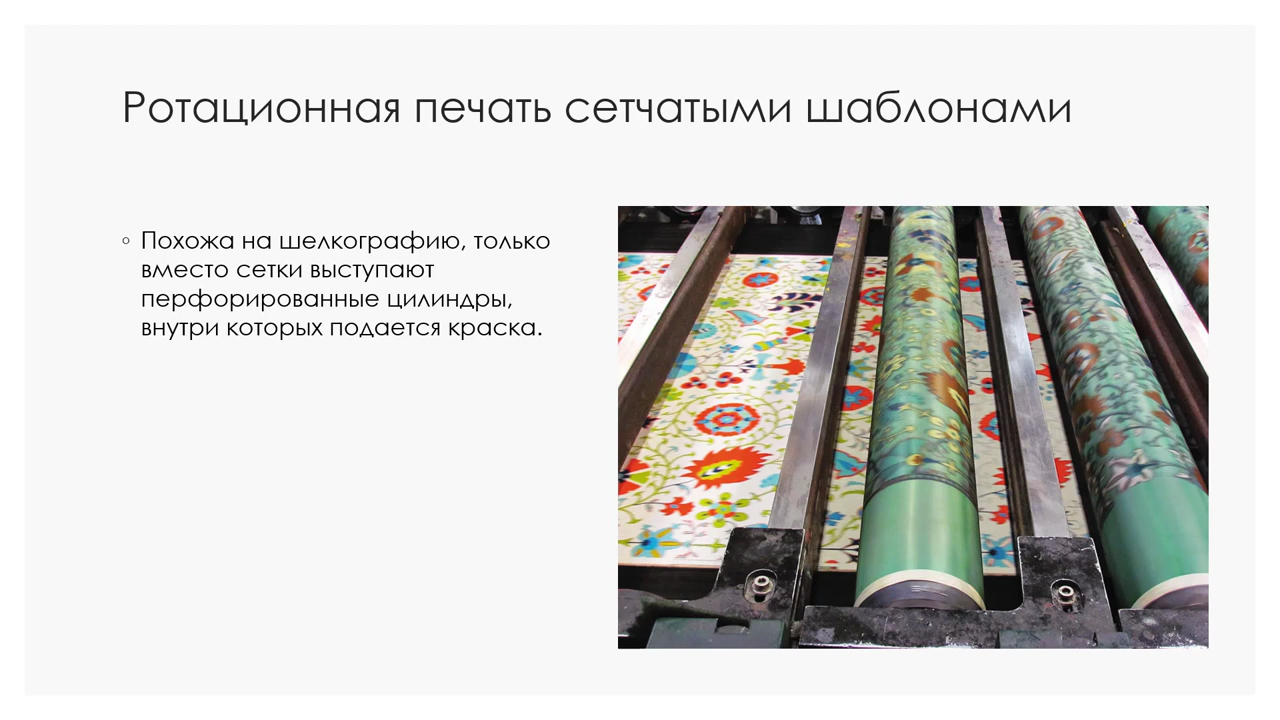 Ротационная печать сетчатыми шаблонами
◦ Похожа на шелкографию, только
вместо сетки выступают
перфорированные цилиндры,
внутри которых подается краска.